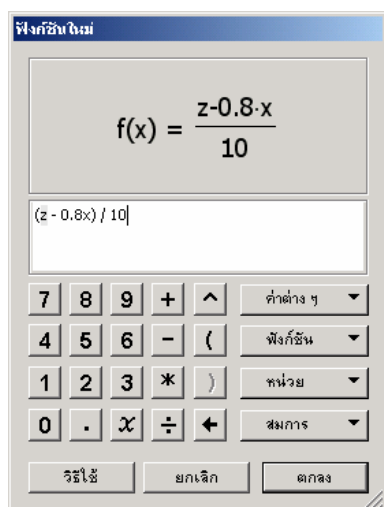 ฟังก์ชันใหม่
f(x) = z-0.8·x / 10
(z - 0.8x) / 10
7 8 9 + ^ ค่าต่าง ๆ
4 5 6 - ( ฟังก์ชัน
1 2 3 * ) หน่วย
0 . x ÷ ← สมการ
วิธีใช้ ยกเลิก ตกลง